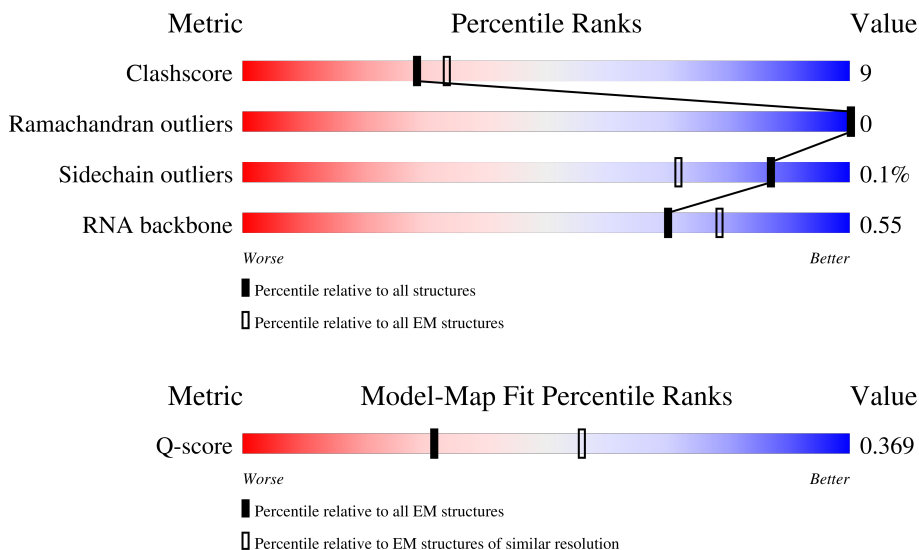 Metric Percentile Ranks Value
Clashscore 9
Ramachandran outliers 0
Sidechain outliers 0.1%
RNA backbone 0.55
Worse Better
Percentile relative to all structures
Percentile relative to all EM structures
Metric Model-Map Fit Percentile Ranks Value
Q-score 0.369
Worse Better
Percentile relative to all EM structures
Percentile relative to EM structures of similar resolution